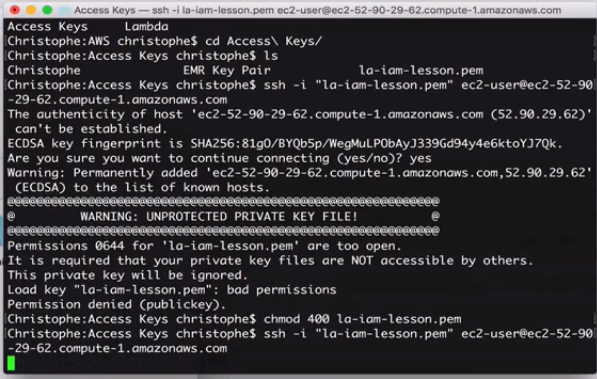 Access Keys — ssh -i la-iam-lesson.pem ec2-user@ec2-52-90-29-62.compute-1.amazonaws.com
Access Keys Lambda
Christophe:AWS christophe$ cd Access\ Keys/
Christophe:Access Keys christophe$ ls
Christophe EMR Key Pair la-iam-lesson.pem
Christophe:Access Keys christophe$ ssh -i "la-iam-lesson.pem" ec2-user@ec2-52-90
-29-62.compute-1.amazonaws.com
The authenticity of host 'ec2-52-90-29-62.compute-1.amazonaws.com (52.90.29.62)'
can't be established.
ECDSA key fingerprint is SHA256:81gO/BYQb5p/WegMuLPObAyJ339Gd94y4e6ktoYJ7Qk.
Are you sure you want to continue connecting (yes/no)? yes
Warning: Permanently added 'ec2-52-90-29-62.compute-1.amazonaws.com,52.90.29.62'
(ECDSA) to the list of known hosts.
@@@@@@@@@@@@@@@@@@@@@@@@@@@@@@@@@@@@@@@@@@@@@@@@@@@@@@@@@@@
@ WARNING: UNPROTECTED PRIVATE KEY FILE! @
@@@@@@@@@@@@@@@@@@@@@@@@@@@@@@@@@@@@@@@@@@@@@@@@@@@@@@@@@@@
Permissions 0644 for 'la-iam-lesson.pem' are too open.
It is required that your private key files are NOT accessible by others.
This private key will be ignored.
Load key "la-iam-lesson.pem": bad permissions
Permission denied (publickey).
Christophe:Access Keys christophe$ chmod 400 la-iam-lesson.pem
Christophe:Access Keys christophe$ ssh -i "la-iam-lesson.pem" ec2-user@ec2-52-90
-29-62.compute-1.amazonaws.com